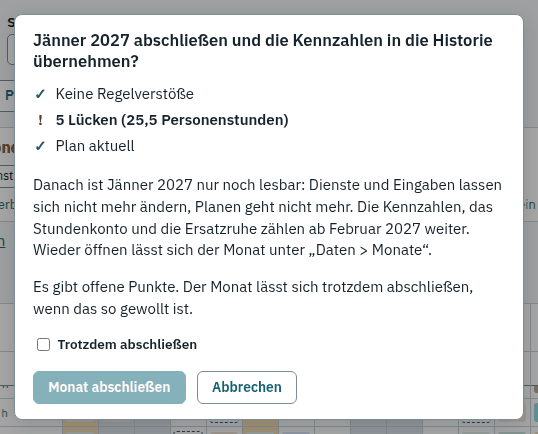 Jänner 2027 abschließen und die Kennzahlen in die Historie
übernehmen?
✓ Keine Regelverstöße
! 5 Lücken (25,5 Personenstunden)
✓ Plan aktuell
Danach ist Jänner 2027 nur noch lesbar: Dienste und Eingaben lassen
sich nicht mehr ändern, Planen geht nicht mehr. Die Kennzahlen, das
Stundenkonto und die Ersatzruhe zählen ab Februar 2027 weiter.
Wieder öffnen lässt sich der Monat unter „Daten > Monate“.
Es gibt offene Punkte. Der Monat lässt sich trotzdem abschließen,
wenn das so gewollt ist.
Trotzdem abschließen
Monat abschließen Abbrechen